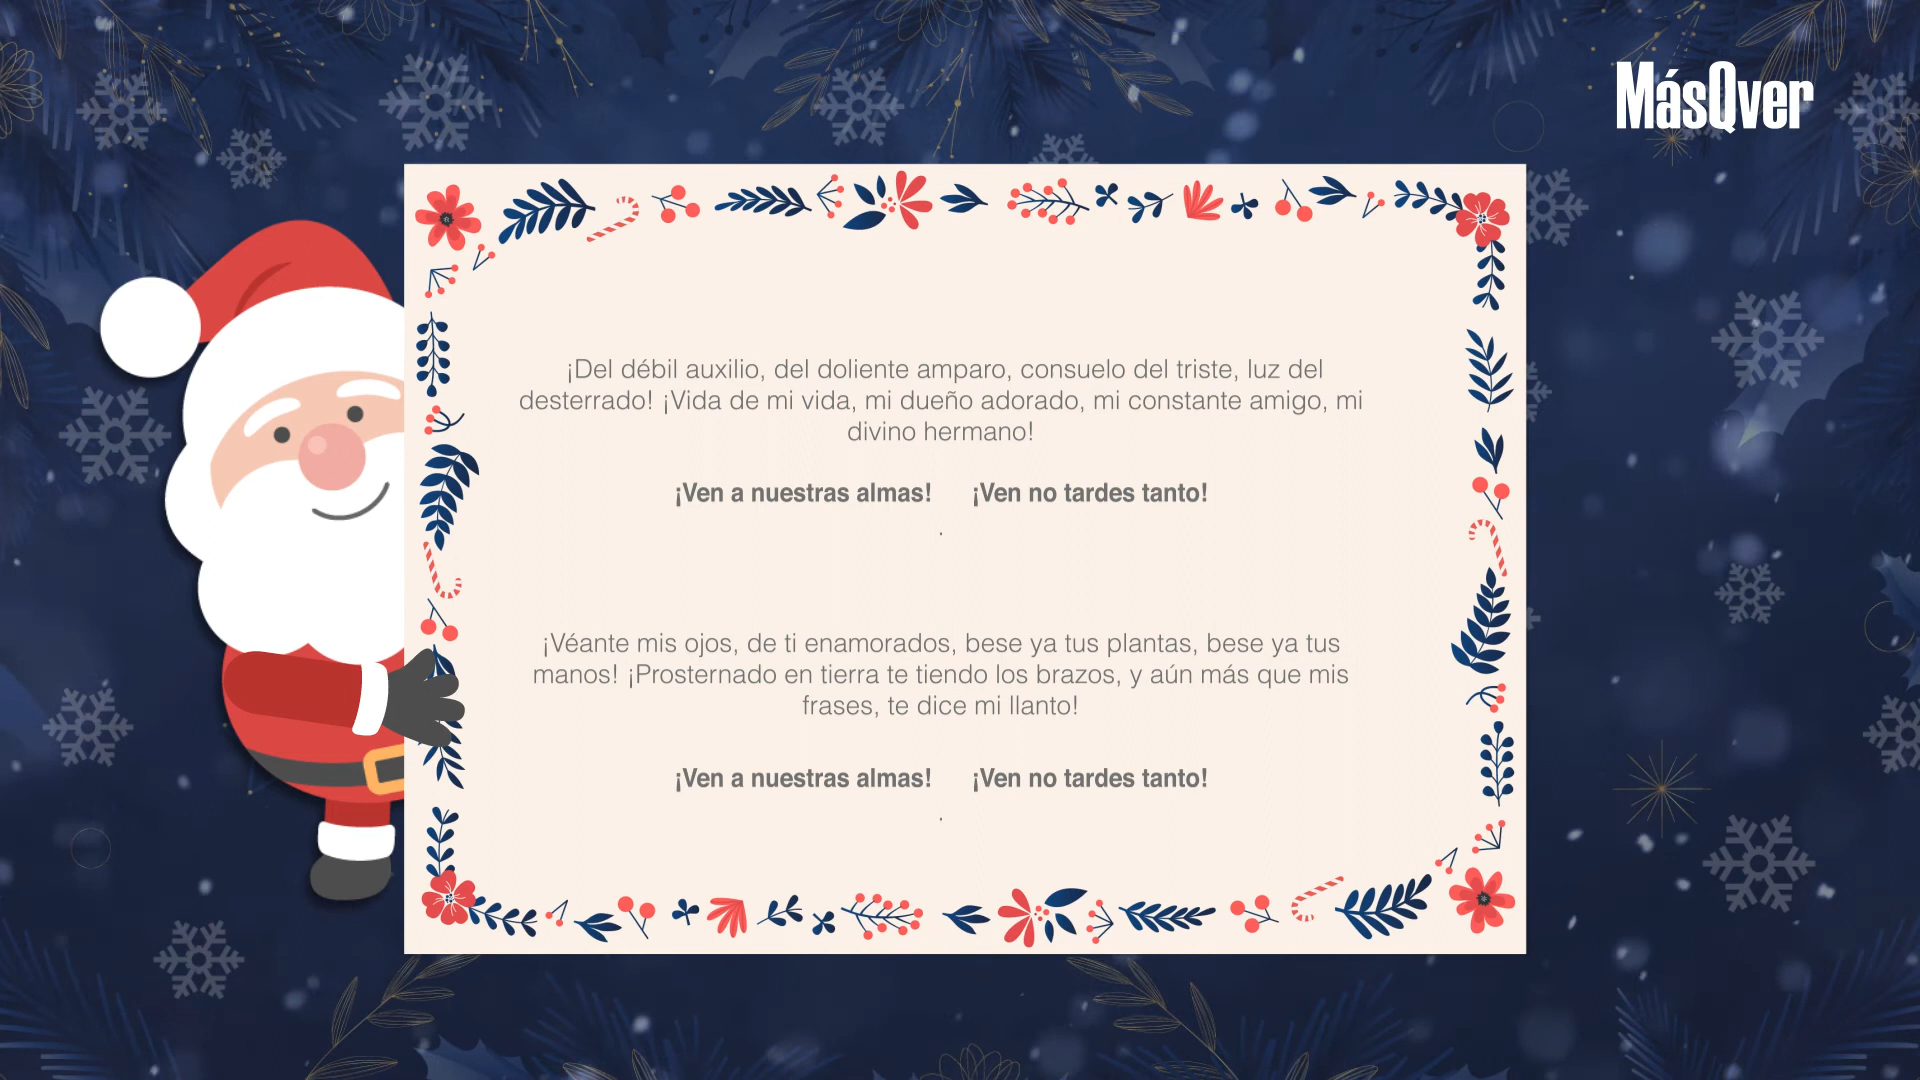 MásQver
¡Del débil auxilio, del doliente amparo, consuelo del triste, luz del
desterrado! ¡Vida de mi vida, mi dueño adorado, mi constante amigo, mi
divino hermano!
¡Ven a nuestras almas! ¡Ven no tardes tanto!
.
¡Véante mis ojos, de ti enamorados, bese ya tus plantas, bese ya tus
manos! ¡Prosternado en tierra te tiendo los brazos, y aún más que mis
frases, te dice mi llanto!
¡Ven a nuestras almas! ¡Ven no tardes tanto!
.